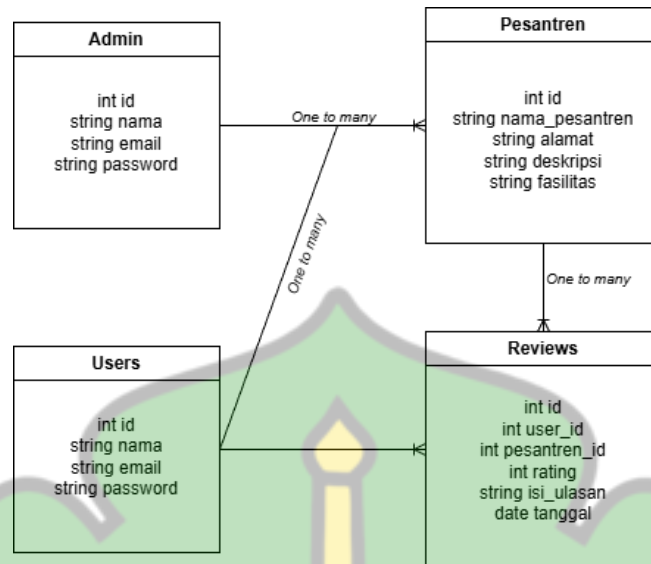 Admin
int id
string nama
string email
string password
One to many
Pesantren
int id
string nama_pesantren
string alamat
string deskripsi
string fasilitas
One to many
One to many
Users
int id
string nama
string email
string password
Reviews
int id
int user_id
int pesantren_id
int rating
string isi_ulasan
date tanggal